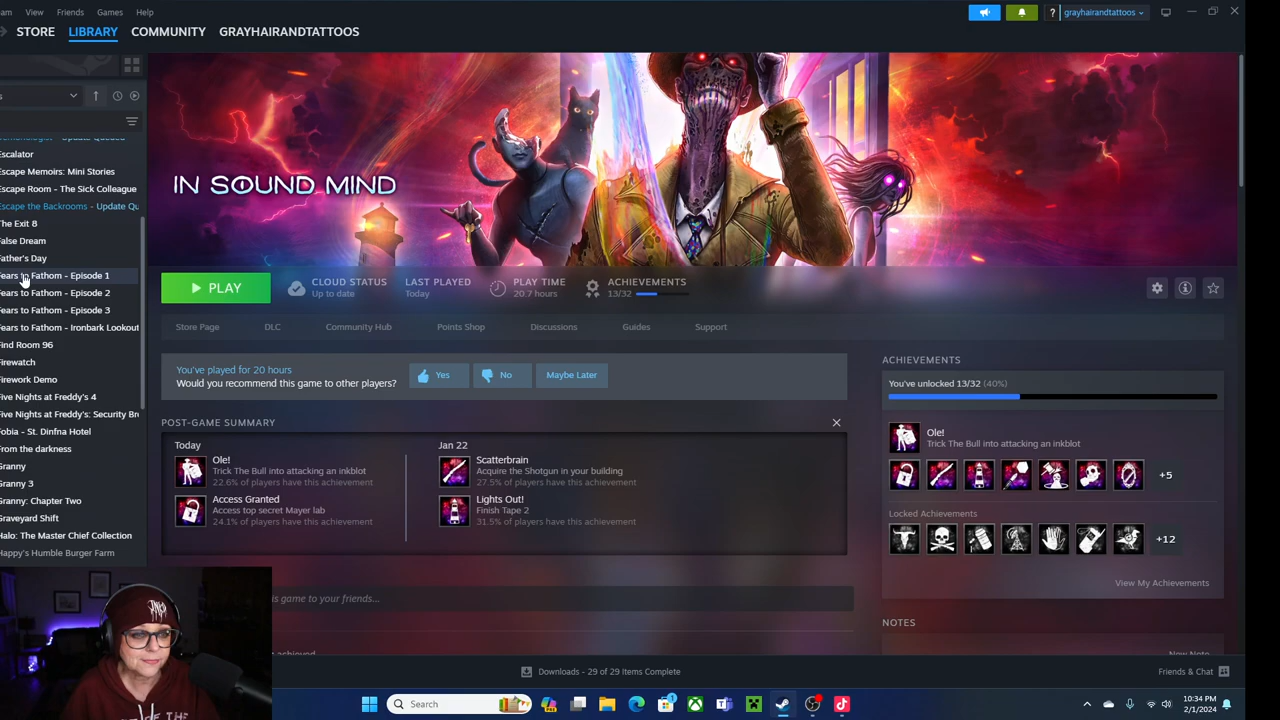 am View Friends Games Help
? grayhairandtattoos
STORE LIBRARY COMMUNITY GRAYHAIRANDTATTOOS
s
- Update Queued
Escalator
Escape Memoirs: Mini Stories
Escape Room - The Sick Colleague
Escape the Backrooms - Update Qu
The Exit 8
False Dream
Father's Day
Fears to Fathom - Episode 1
Fears to Fathom - Episode 2
Fears to Fathom - Episode 3
Fears to Fathom - Ironbark Lookout
Find Room 96
Firewatch
Firework Demo
Five Nights at Freddy's 4
Five Nights at Freddy's: Security Br
Fobia - St. Dinfna Hotel
From the darkness
Granny
Granny 3
Granny: Chapter Two
Graveyard Shift
Halo: The Master Chief Collection
Happy's Humble Burger Farm
IN SOUND MIND
PLAY
CLOUD STATUS
Up to date
LAST PLAYED
Today
PLAY TIME
20.7 hours
ACHIEVEMENTS
13/32
Store Page DLC Community Hub Points Shop Discussions Guides Support
You've played for 20 hours
Would you recommend this game to other players?
Yes No Maybe Later
POST-GAME SUMMARY
Today
Ole!
Trick The Bull into attacking an inkblot
22.6% of players have this achievement
Access Granted
Access top secret Mayer lab
24.1% of players have this achievement
Jan 22
Scatterbrain
Acquire the Shotgun in your building
27.5% of players have this achievement
Lights Out!
Finish Tape 2
31.5% of players have this achievement
is game to your friends...
achieved
ACHIEVEMENTS
You've unlocked 13/32 (40%)
Ole!
Trick The Bull into attacking an inkblot
+5
Locked Achievements
+12
View My Achievements
NOTES
New Note
Downloads - 29 of 29 Items Complete
Friends & Chat
Search
10:34 PM
2/1/2024